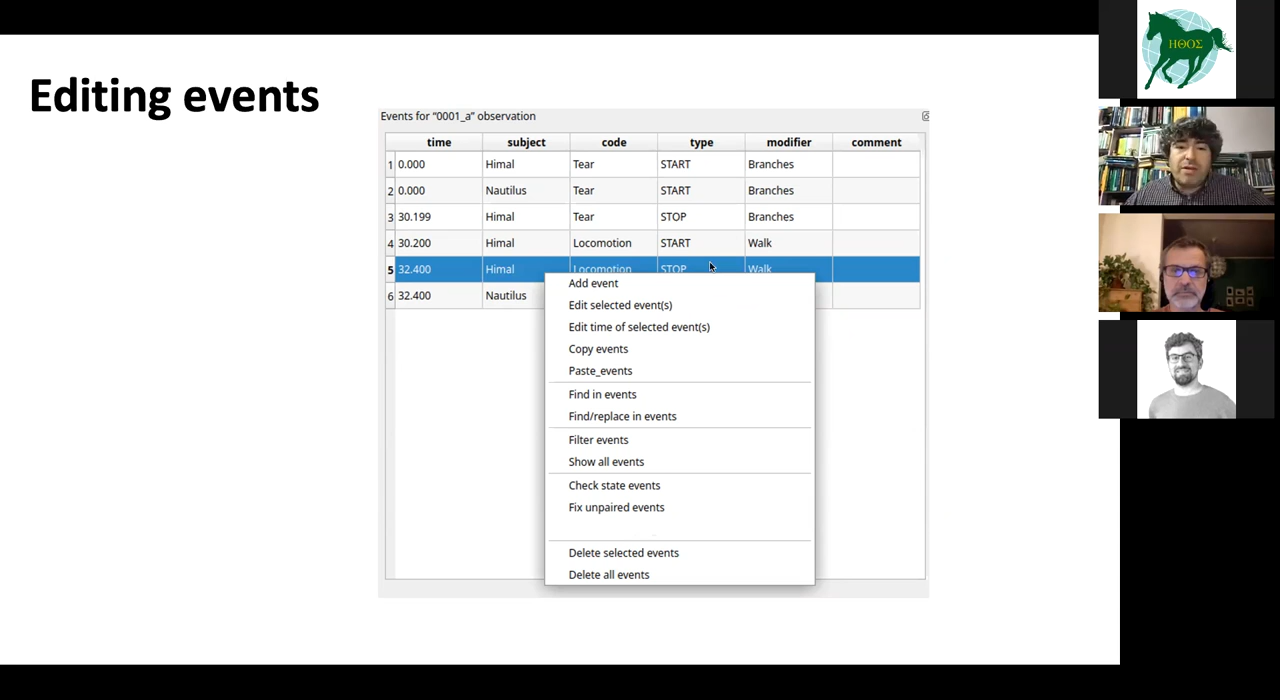 Editing events
ΗΘΟΣ
Events for "0001_a" observation
time subject code type modifier comment
1 0.000 Himal Tear START Branches
2 0.000 Nautilus Tear START Branches
3 30.199 Himal Tear STOP Branches
4 30.200 Himal Locomotion START Walk
5 32.400 Himal Locomotion STOP Walk
6 32.400 Nautilus
Add event
Edit selected event(s)
Edit time of selected event(s)
Copy events
Paste_events
Find in events
Find/replace in events
Filter events
Show all events
Check state events
Fix unpaired events
Delete selected events
Delete all events